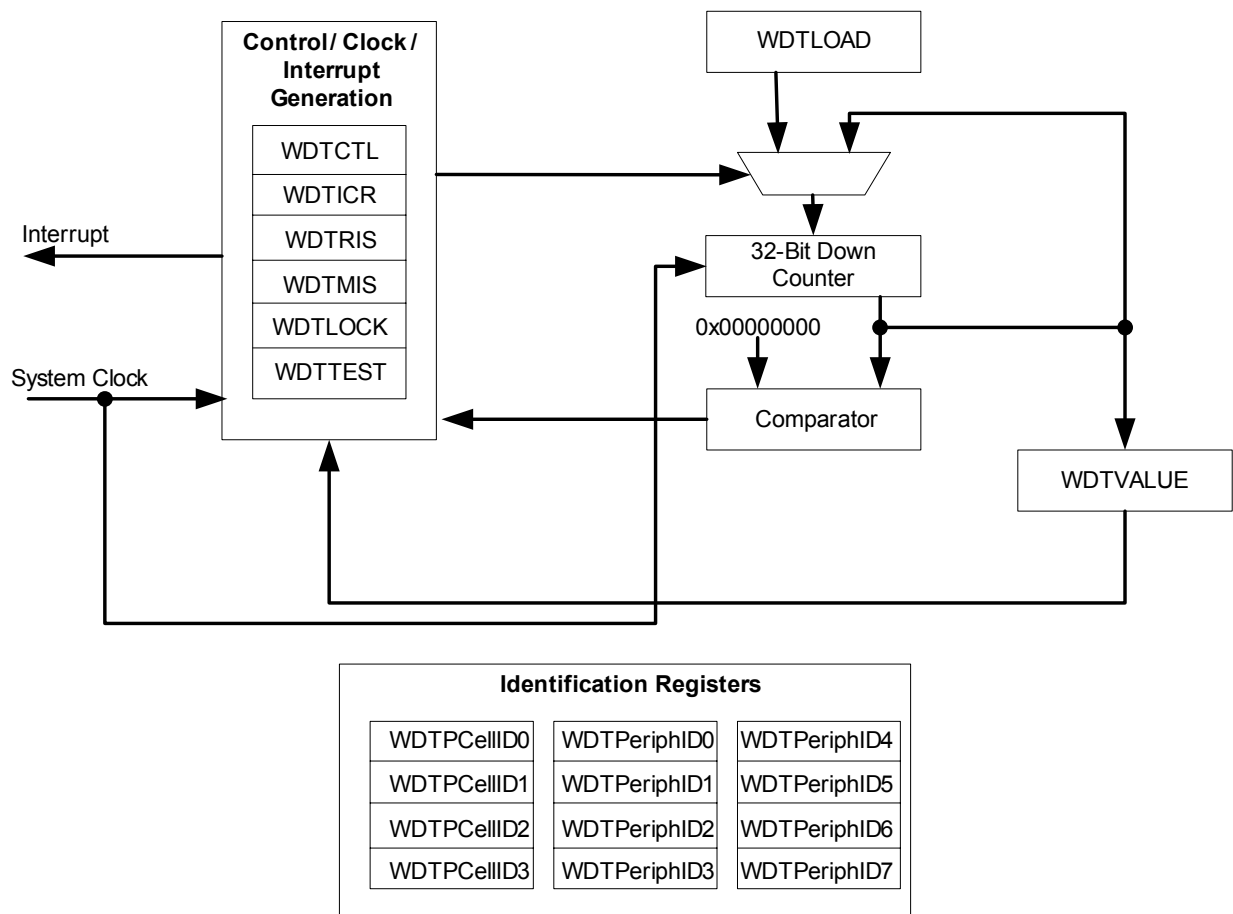 Control/ Clock/
Interrupt
Generation
WDTCTL
WDTICR
WDTRIS
WDTMIS
WDTLOCK
WDTTEST
Interrupt
System Clock
WDTLOAD
32-Bit Down
Counter
0x00000000
Comparator
WDTVALUE
Identification Registers
WDTPCellID0 WDTPeriphID0 WDTPeriphID4
WDTPCellID1 WDTPeriphID1 WDTPeriphID5
WDTPCellID2 WDTPeriphID2 WDTPeriphID6
WDTPCellID3 WDTPeriphID3 WDTPeriphID7